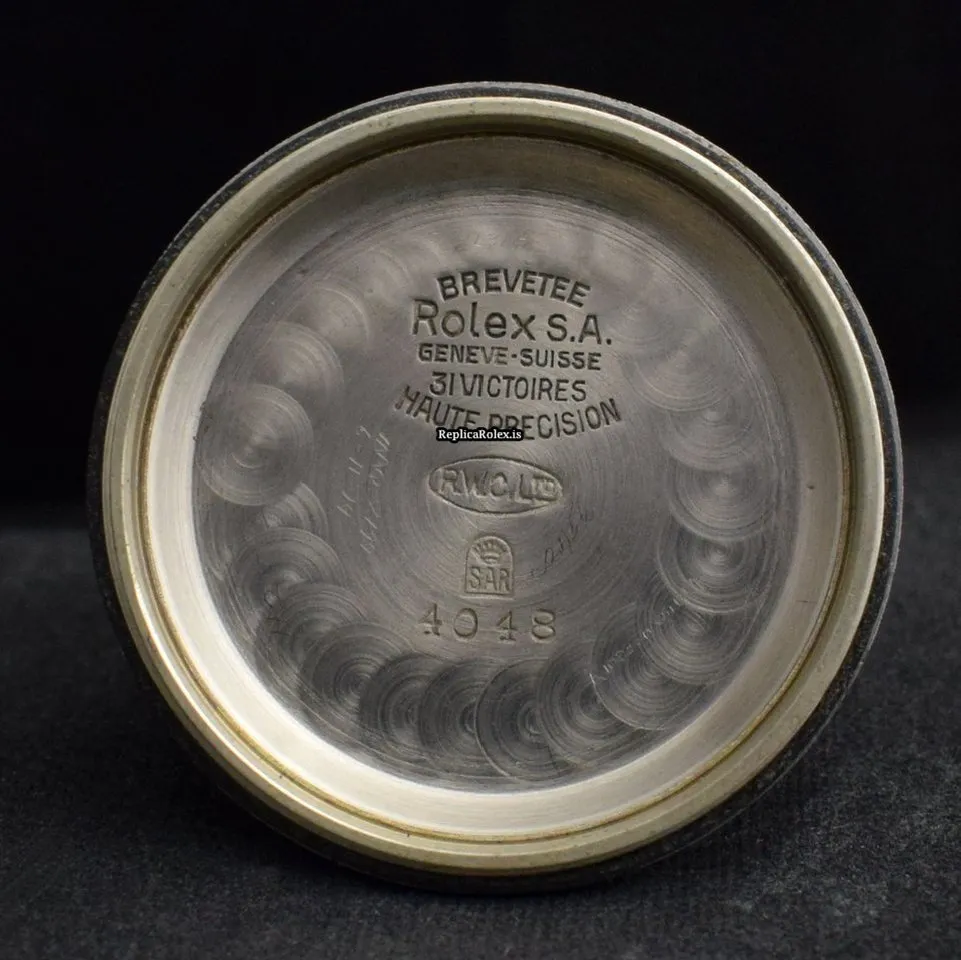 BREVETEE
Rolex S.A.
GENEVE-SUISSE
31 VICTOIRES
HAUTE PRECISION
ReplicaRolex.is
R.W.C. LTD
SAR
4048